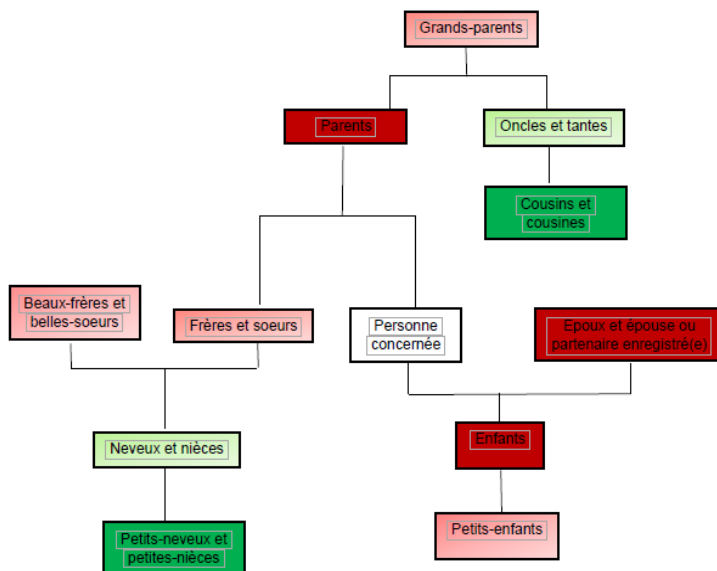 Grands-parents
Parents
Oncles et tantes
Cousins et
cousines
Beaux-frères et
belles-soeurs
Frères et soeurs
Personne
concernée
Epoux et épouse ou
partenaire enregistré(e)
Neveux et nièces
Enfants
Petits-neveux et
petites-nièces
Petits-enfants